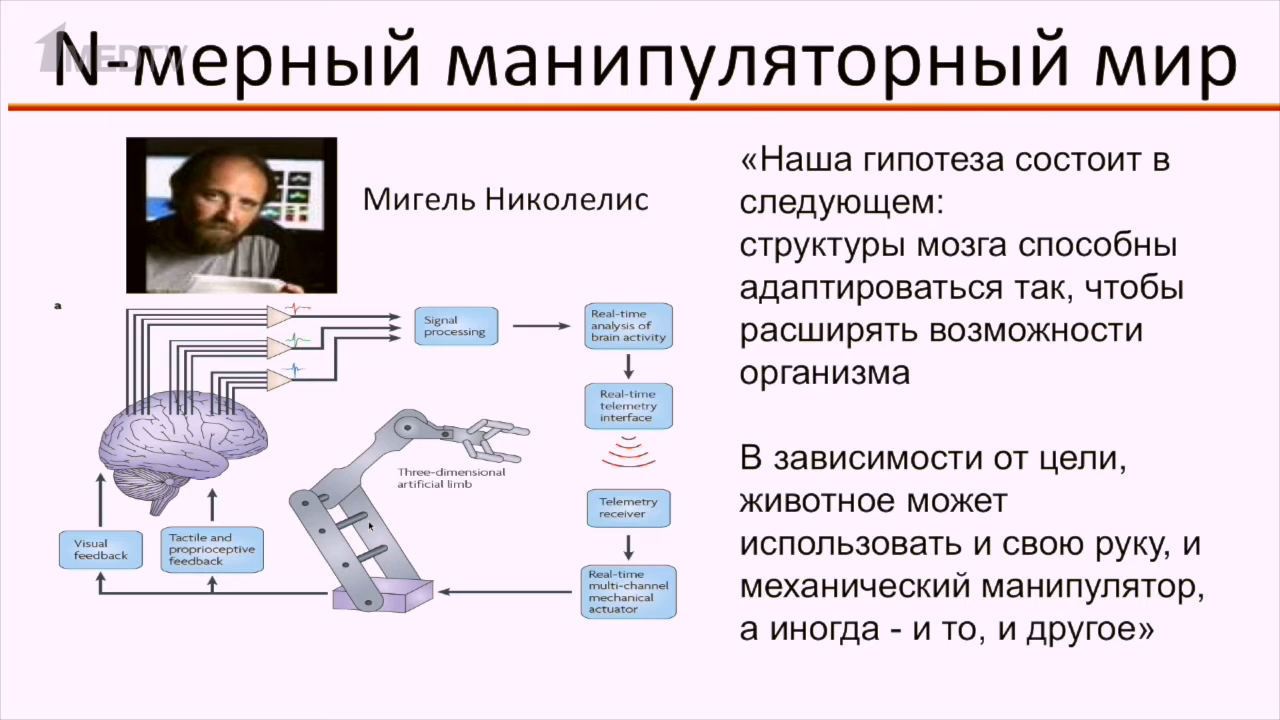 N-мерный манипуляторный мир
1MEDTV
Мигель Николелис
a
Signal
processing
Real-time
analysis of
brain activity
Real-time
telemetry
interface
Three-dimensional
artificial limb
Telemetry
receiver
Visual
feedback
Tactile and
proprioceptive
feedback
Real-time
multi-channel
mechanical
actuator
«Наша гипотеза состоит в
следующем:
структуры мозга способны
адаптироваться так, чтобы
расширять возможности
организма
В зависимости от цели,
животное может
использовать и свою руку, и
механический манипулятор,
а иногда - и то, и другое»